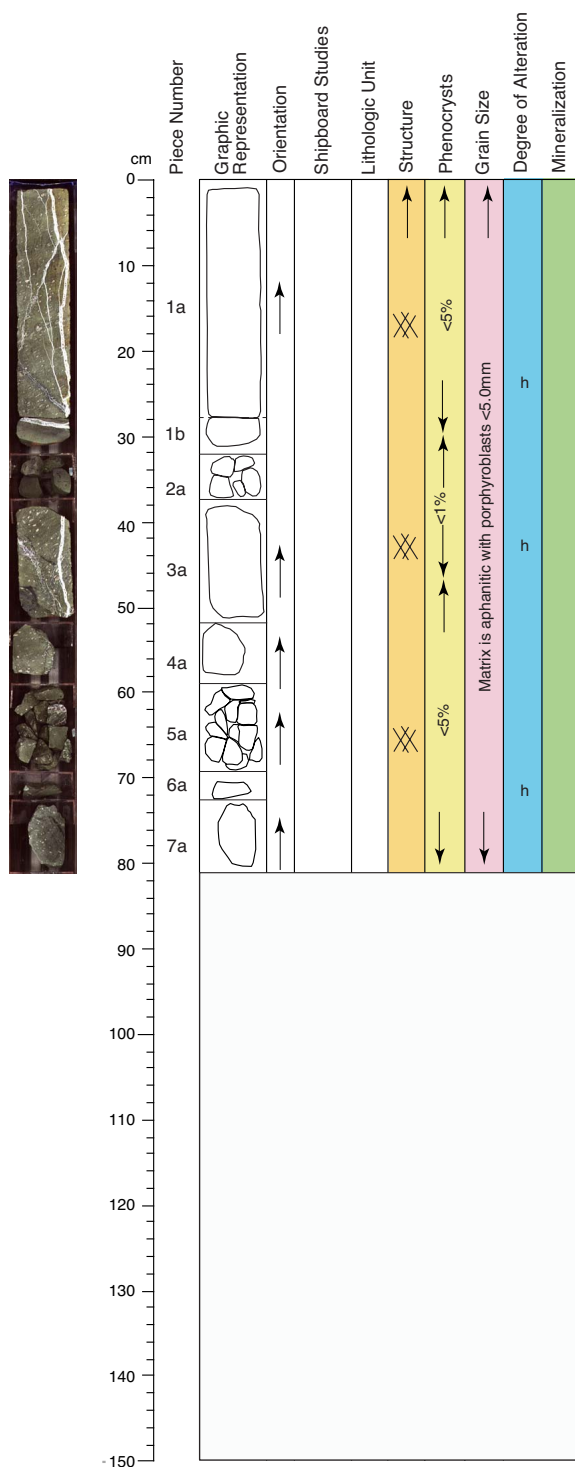 cm
Piece Number
Graphic
Representation
Orientation
Shipboard Studies
Lithologic Unit
Structure
Phenocrysts
Grain Size
Degree of Alteration
Mineralization
0
10
20
30
40
50
60
70
80
90
100
110
120
130
140
150
1a
1b
2a
3a
4a
5a
6a
7a
<5%
<1%
<5%
Matrix is aphanitic with porphyroblasts <5.0mm
h
h
h